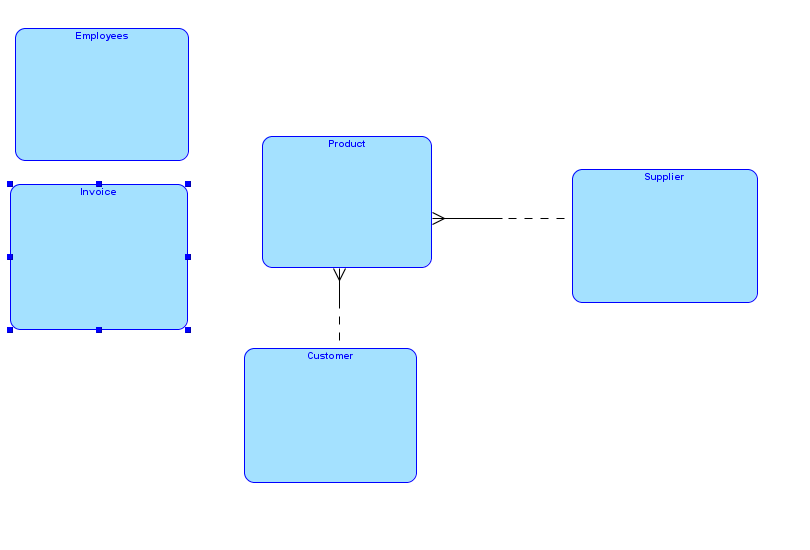 Employees
Invoice
Product
Supplier
Customer